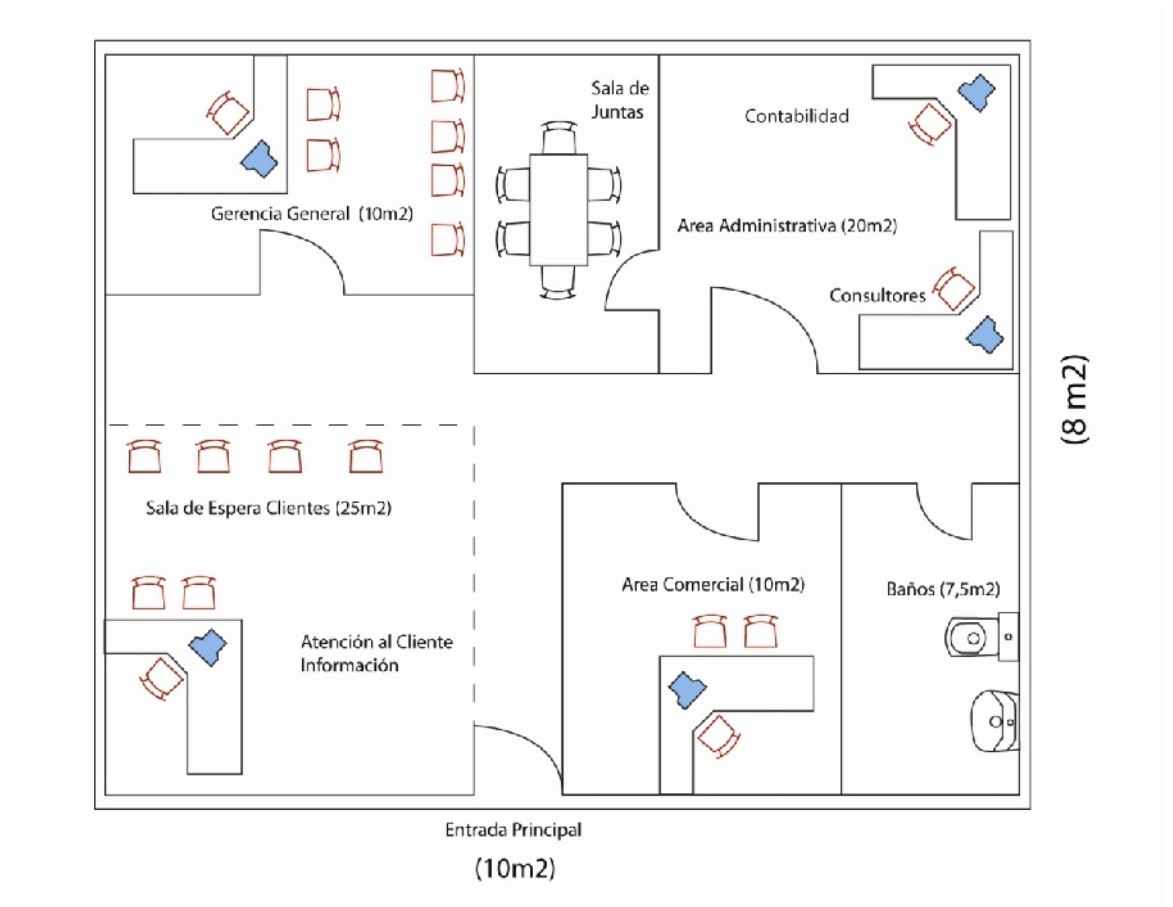 Sala de
Juntas
Contabilidad
Gerencia General (10m2)
Area Administrativa (20m2)
Consultores
(8 m2)
Sala de Espera Clientes (25m2)
Area Comercial (10m2)
Baños (7,5m2)
Atención al Cliente
Información
Entrada Principal
(10m2)